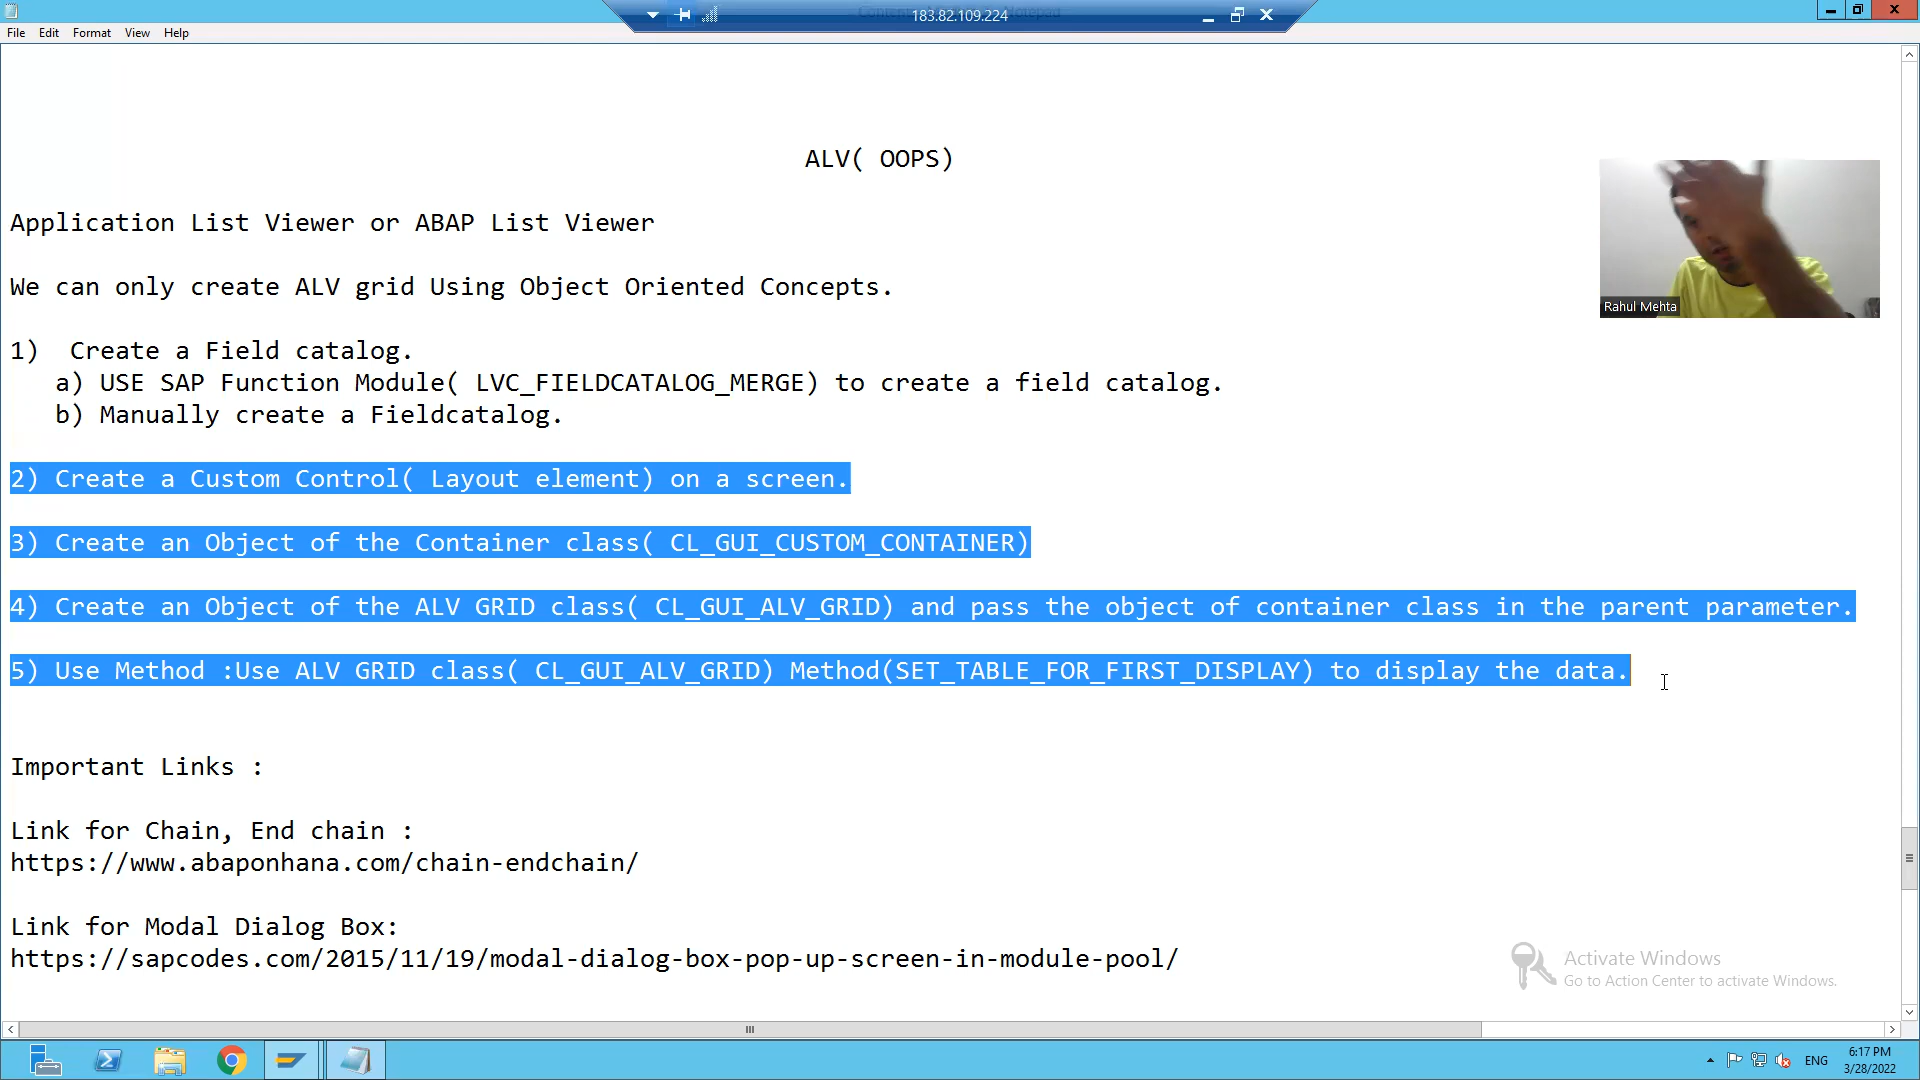 183.82.109.224
File Edit Format View Help
ALV( OOPS)
Application List Viewer or ABAP List Viewer
We can only create ALV grid Using Object Oriented Concepts.
1)  Create a Field catalog.
a) USE SAP Function Module( LVC_FIELDCATALOG_MERGE) to create a field catalog.
b) Manually create a Fieldcatalog.
2) Create a Custom Control( Layout element) on a screen.
3) Create an Object of the Container class( CL_GUI_CUSTOM_CONTAINER)
4) Create an Object of the ALV GRID class( CL_GUI_ALV_GRID) and pass the object of container class in the parent parameter.
5) Use Method :Use ALV GRID class( CL_GUI_ALV_GRID) Method(SET_TABLE_FOR_FIRST_DISPLAY) to display the data.
Important Links :
Link for Chain, End chain :
https://www.abaponhana.com/chain-endchain/
Link for Modal Dialog Box:
https://sapcodes.com/2015/11/19/modal-dialog-box-pop-up-screen-in-module-pool/
Rahul Mehta
Activate Windows
Go to Action Center to activate Windows.
ENG
6:17 PM
3/28/2022